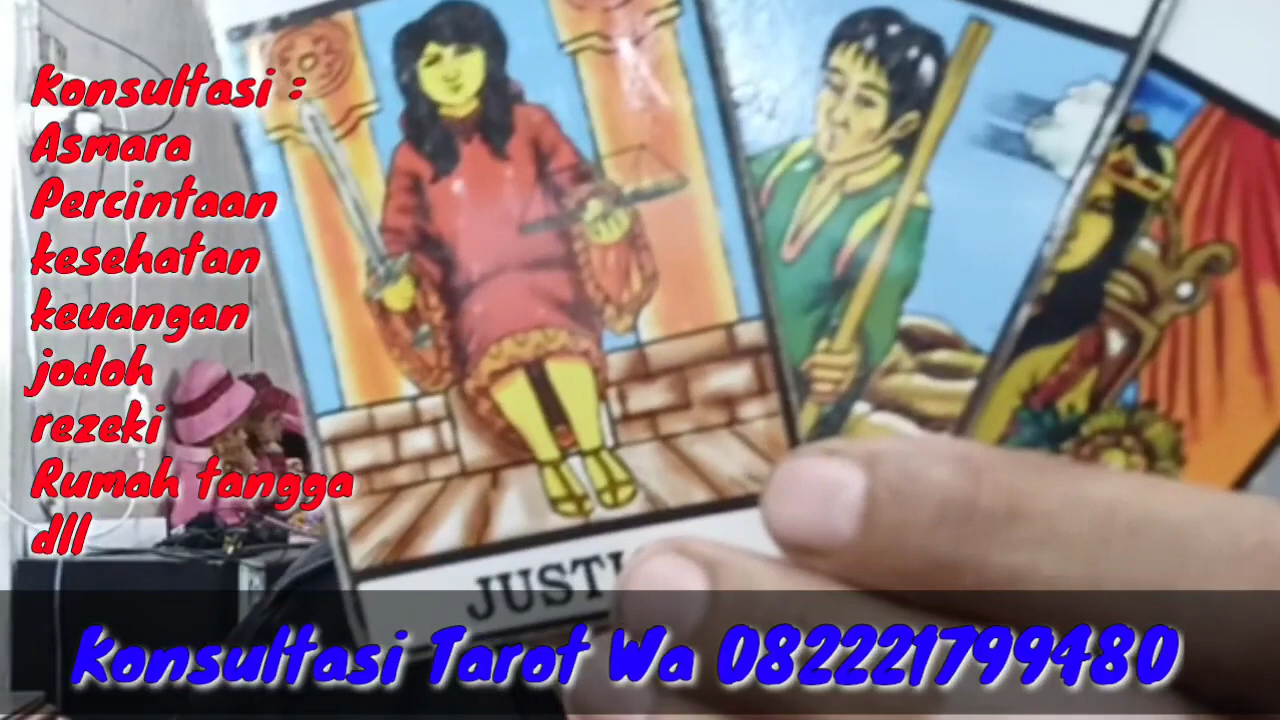 Konsultasi :
Asmara
Percintaan
kesehatan
keuangan
jodoh
rezeki
Rumah tangga
dll
Konsultasi Tarot Wa 082221799480